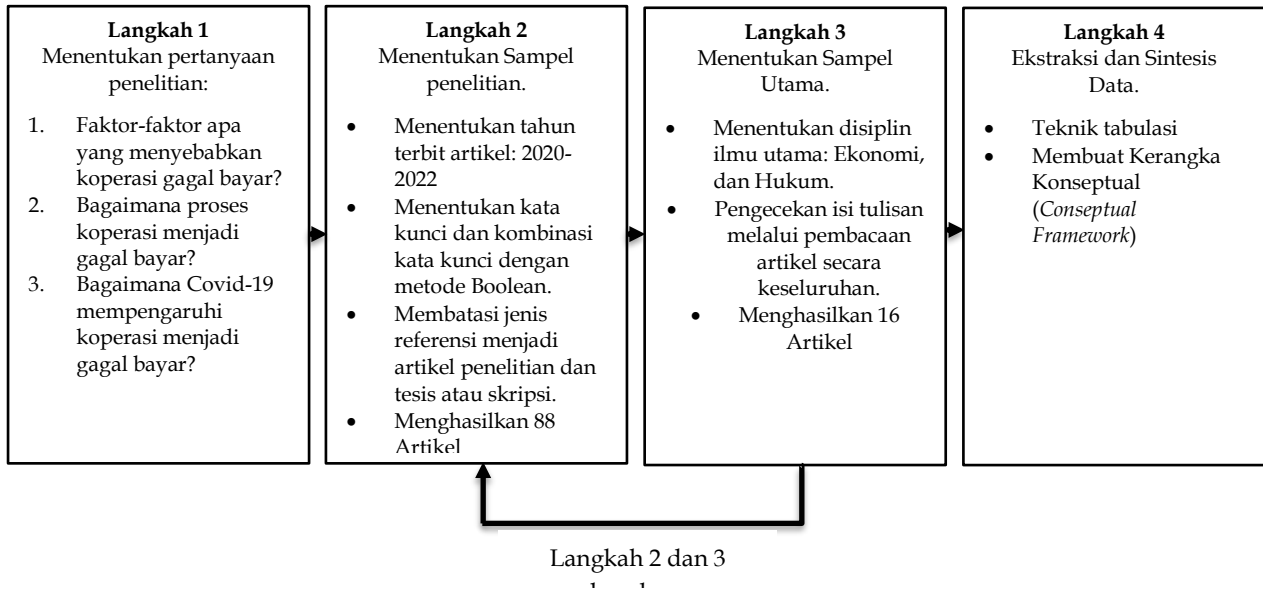 Langkah 1
Menentukan pertanyaan
penelitian:
1. Faktor-faktor apa
yang menyebabkan
koperasi gagal bayar?
2. Bagaimana proses
koperasi menjadi
gagal bayar?
3. Bagaimana Covid-19
mempengaruhi
koperasi menjadi
gagal bayar?
Langkah 2
Menentukan Sampel
penelitian.
• Menentukan tahun
terbit artikel: 2020-
2022
• Menentukan kata
kunci dan kombinasi
kata kunci dengan
metode Boolean.
• Membatasi jenis
referensi menjadi
artikel penelitian dan
tesis atau skripsi.
• Menghasilkan 88
Artikel
Langkah 3
Menentukan Sampel
Utama.
• Menentukan disiplin
ilmu utama: Ekonomi,
dan Hukum.
• Pengecekan isi tulisan
melalui pembacaan
artikel secara
keseluruhan.
• Menghasilkan 16
Artikel
Langkah 4
Ekstraksi dan Sintesis
Data.
• Teknik tabulasi
• Membuat Kerangka
Konseptual
(Conseptual
Framework)
Langkah 2 dan 3